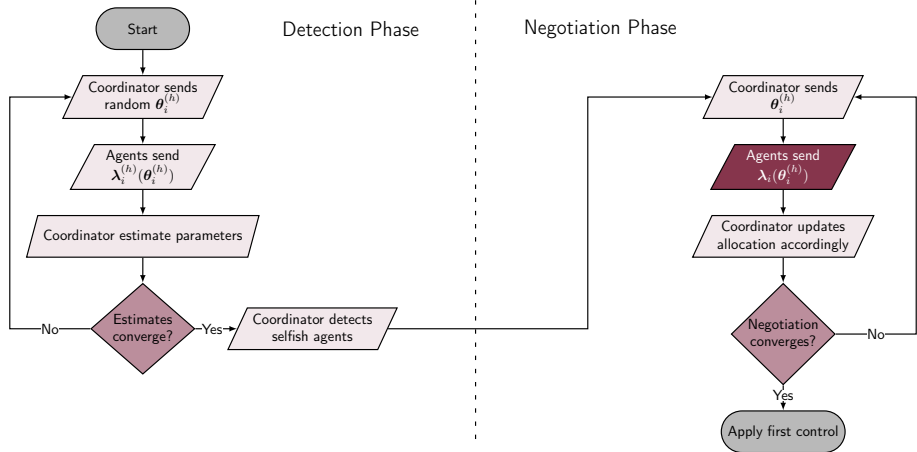 Start
Detection Phase
Negotiation Phase
Coordinator sends
random θ_i^(h)
Agents send
λ_i^(h)(θ_i^(h))
Coordinator estimate parameters
Estimates
converge?
No
Yes
Coordinator detects
selfish agents
Coordinator sends
θ_i^(h)
Agents send
λ_i(θ_i^(h))
Coordinator updates
allocation accordingly
Negotiation
converges?
No
Yes
Apply first control